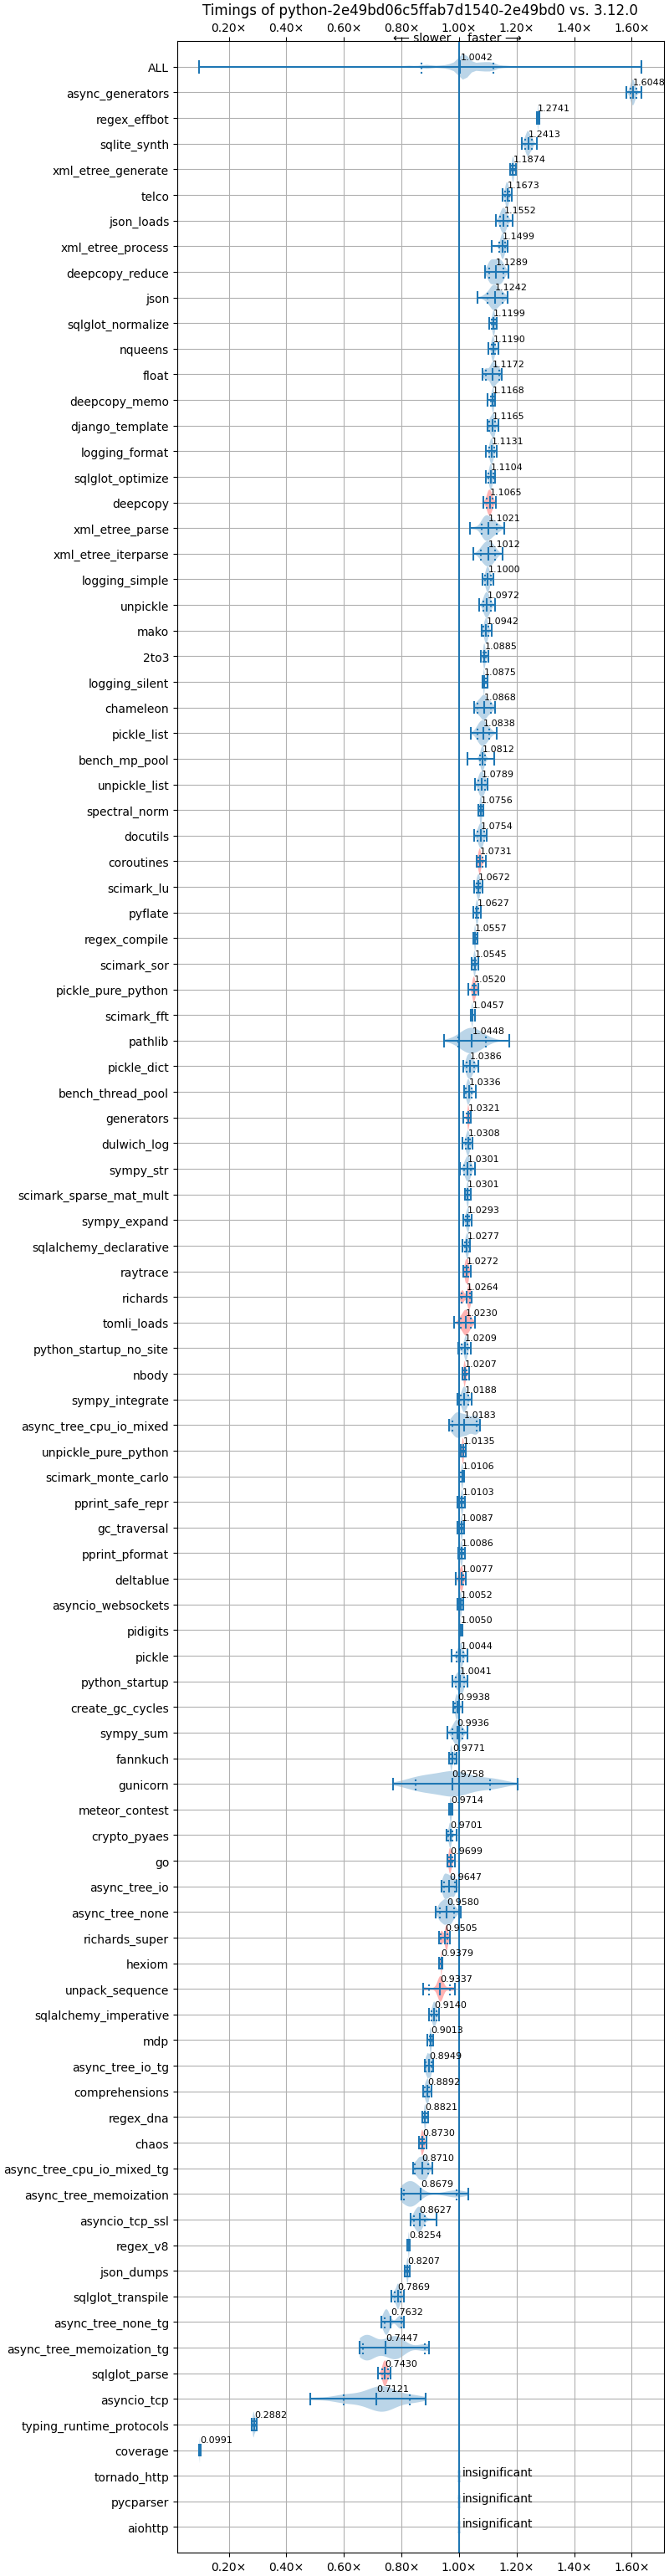 Timings of python-2e49bd06c5ffab7d1540-2e49bd0 vs. 3.12.0
0.20× 0.40× 0.60× 0.80× 1.00× 1.20× 1.40× 1.60×
⟵ slower faster ⟶
ALL 1.0042
async_generators 1.6048
regex_effbot 1.2741
sqlite_synth 1.2413
xml_etree_generate 1.1874
telco 1.1673
json_loads 1.1552
xml_etree_process 1.1499
deepcopy_reduce 1.1289
json 1.1242
sqlglot_normalize 1.1199
nqueens 1.1190
float 1.1172
deepcopy_memo 1.1168
django_template 1.1165
logging_format 1.1131
sqlglot_optimize 1.1104
deepcopy 1.1065
xml_etree_parse 1.1021
xml_etree_iterparse 1.1012
logging_simple 1.1000
unpickle 1.0972
mako 1.0942
2to3 1.0885
logging_silent 1.0875
chameleon 1.0868
pickle_list 1.0838
bench_mp_pool 1.0812
unpickle_list 1.0789
spectral_norm 1.0756
docutils 1.0754
coroutines 1.0731
scimark_lu 1.0672
pyflate 1.0627
regex_compile 1.0557
scimark_sor 1.0545
pickle_pure_python 1.0520
scimark_fft 1.0457
pathlib 1.0448
pickle_dict 1.0386
bench_thread_pool 1.0336
generators 1.0321
dulwich_log 1.0308
sympy_str 1.0301
scimark_sparse_mat_mult 1.0301
sympy_expand 1.0293
sqlalchemy_declarative 1.0277
raytrace 1.0272
richards 1.0264
tomli_loads 1.0230
python_startup_no_site 1.0209
nbody 1.0207
sympy_integrate 1.0188
async_tree_cpu_io_mixed 1.0183
unpickle_pure_python 1.0135
scimark_monte_carlo 1.0106
pprint_safe_repr 1.0103
gc_traversal 1.0087
pprint_pformat 1.0086
deltablue 1.0077
asyncio_websockets 1.0052
pidigits 1.0050
pickle 1.0044
python_startup 1.0041
create_gc_cycles 0.9938
sympy_sum 0.9936
fannkuch 0.9771
gunicorn 0.9758
meteor_contest 0.9714
crypto_pyaes 0.9701
go 0.9699
async_tree_io 0.9647
async_tree_none 0.9580
richards_super 0.9505
hexiom 0.9379
unpack_sequence 0.9337
sqlalchemy_imperative 0.9140
mdp 0.9013
async_tree_io_tg 0.8949
comprehensions 0.8892
regex_dna 0.8821
chaos 0.8730
async_tree_cpu_io_mixed_tg 0.8710
async_tree_memoization 0.8679
asyncio_tcp_ssl 0.8627
regex_v8 0.8254
json_dumps 0.8207
sqlglot_transpile 0.7869
async_tree_none_tg 0.7632
async_tree_memoization_tg 0.7447
sqlglot_parse 0.7430
asyncio_tcp 0.7121
typing_runtime_protocols 0.2882
coverage 0.0991
tornado_http insignificant
pycparser insignificant
aiohttp insignificant
0.20× 0.40× 0.60× 0.80× 1.00× 1.20× 1.40× 1.60×